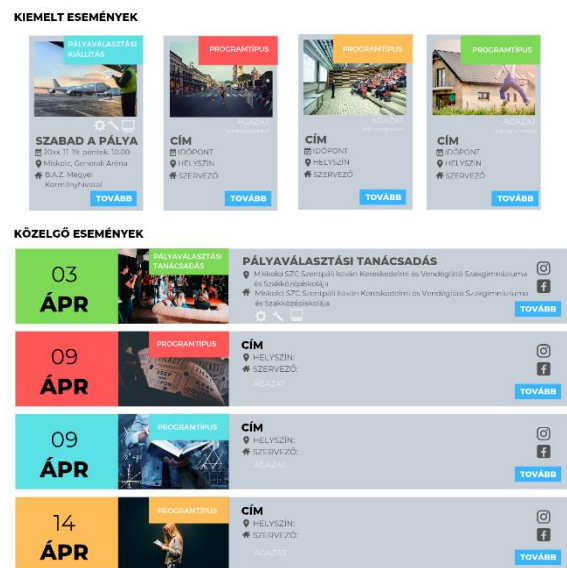 KIEMELT ESEMÉNYEK
PÁLYAVÁLASZTÁSI
KIÁLLÍTÁS
SZABAD A PÁLYA
20xx. 11. 19. péntek, 10.00
Miskolc, Generali Aréna
B.A.Z. Megyei
Kormányhivatal
TOVÁBB
PROGRAMTÍPUS
ÁGAZAT
CÍM
IDŐPONT
HELYSZÍN
SZERVEZŐ
TOVÁBB
PROGRAMTÍPUS
ÁGAZAT
CÍM
IDŐPONT
HELYSZÍN
SZERVEZŐ
TOVÁBB
PROGRAMTÍPUS
ÁGAZAT
CÍM
IDŐPONT
HELYSZÍN
SZERVEZŐ
TOVÁBB
KÖZELGŐ ESEMÉNYEK
03
ÁPR
PÁLYAVÁLASZTÁSI
TANÁCSADÁS
PÁLYAVÁLASZTÁSI TANÁCSADÁS
Miskolci SZC Szentpáli István Kereskedelmi és Vendéglátó Szakgimnáziuma
és Szakközépiskolája
Miskolci SZC Szentpáli István Kereskedelmi és Vendéglátó Szakgimnáziuma
és Szakközépiskolája
TOVÁBB
09
ÁPR
PROGRAMTÍPUS
TICKET
CÍM
HELYSZÍN:
SZERVEZŐ:
ÁGAZAT
TOVÁBB
09
ÁPR
PROGRAMTÍPUS
CÍM
HELYSZÍN:
SZERVEZŐ:
ÁGAZAT
TOVÁBB
14
ÁPR
PROGRAMTÍPUS
CÍM
HELYSZÍN:
SZERVEZŐ:
ÁGAZAT
TOVÁBB